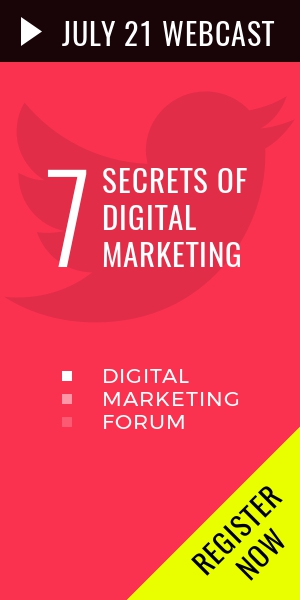 JULY 21 WEBCAST
7 SECRETS OF
DIGITAL
MARKETING
DIGITAL
MARKETING
FORUM
REGISTER
NOW